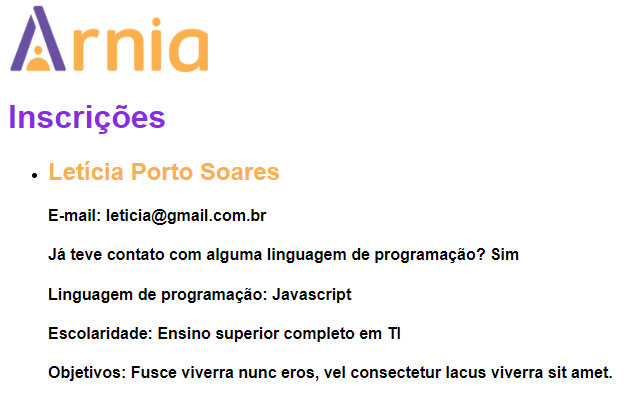 Arnia
Inscrições
Letícia Porto Soares
E-mail: leticia@gmail.com.br
Já teve contato com alguma linguagem de programação? Sim
Linguagem de programação: Javascript
Escolaridade: Ensino superior completo em TI
Objetivos: Fusce viverra nunc eros, vel consectetur lacus viverra sit amet.